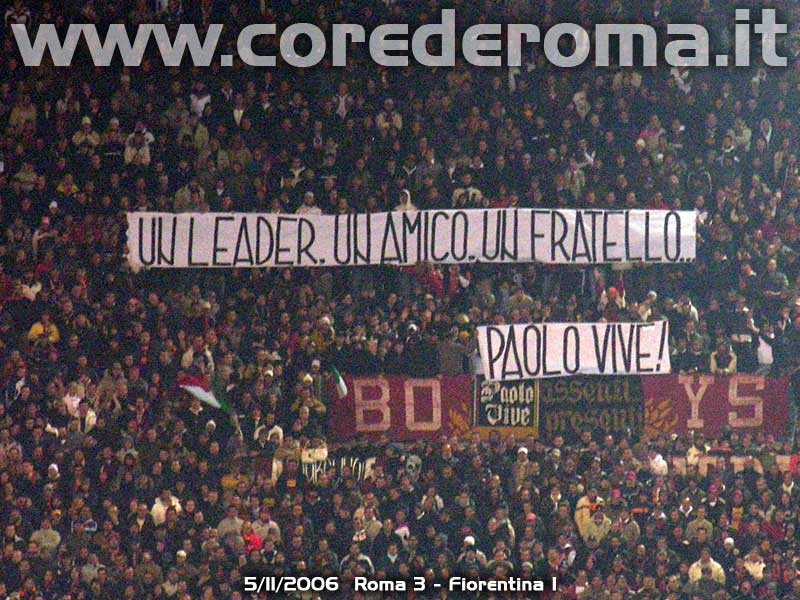 www.corederoma.it
UN LEADER. UN AMICO. UN FRATELLO...
PAOLO VIVE!
BO YS
Paolo Vive
presenti
5/11/2006 Roma 3 - Fiorentina 1